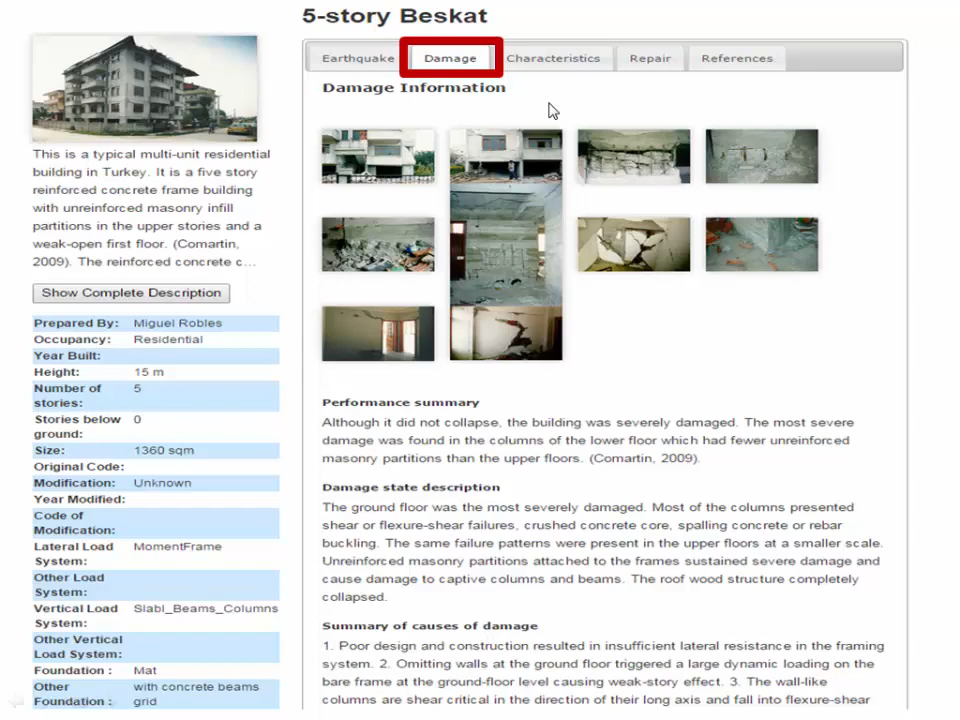 5-story Beskat
Earthquake
Damage
Characteristics
Repair
References
This is a typical multi-unit residential
building in Turkey. It is a five story
reinforced concrete frame building
with unreinforced masonry infill
partitions in the upper stories and a
weak-open first floor. (Comartin,
2009). The reinforced concrete c...
Show Complete Description
Prepared By: Miguel Robles
Occupancy: Residential
Year Built:
Height: 15 m
Number of 5
stories:
Stories below 0
ground:
Size: 1360 sqm
Original Code:
Modification: Unknown
Year Modified:
Code of
Modification:
Lateral Load MomentFrame
System:
Other Load
System:
Vertical Load Slabl_Beams_Columns
System:
Other Vertical
Load System:
Foundation : Mat
Other with concrete beams
Foundation : grid
Damage Information
Performance summary
Although it did not collapse, the building was severely damaged. The most severe
damage was found in the columns of the lower floor which had fewer unreinforced
masonry partitions than the upper floors. (Comartin, 2009).
Damage state description
The ground floor was the most severely damaged. Most of the columns presented
shear or flexure-shear failures, crushed concrete core, spalling concrete or rebar
buckling. The same failure patterns were present in the upper floors at a smaller scale.
Unreinforced masonry partitions attached to the frames sustained severe damage and
cause damage to captive columns and beams. The roof wood structure completely
collapsed.
Summary of causes of damage
1. Poor design and construction resulted in insufficient lateral resistance in the framing
system. 2. Omitting walls at the ground floor triggered a large dynamic loading on the
bare frame at the ground-floor level causing weak-story effect. 3. The wall-like
columns are shear critical in the direction of their long axis and fall into flexure-shear